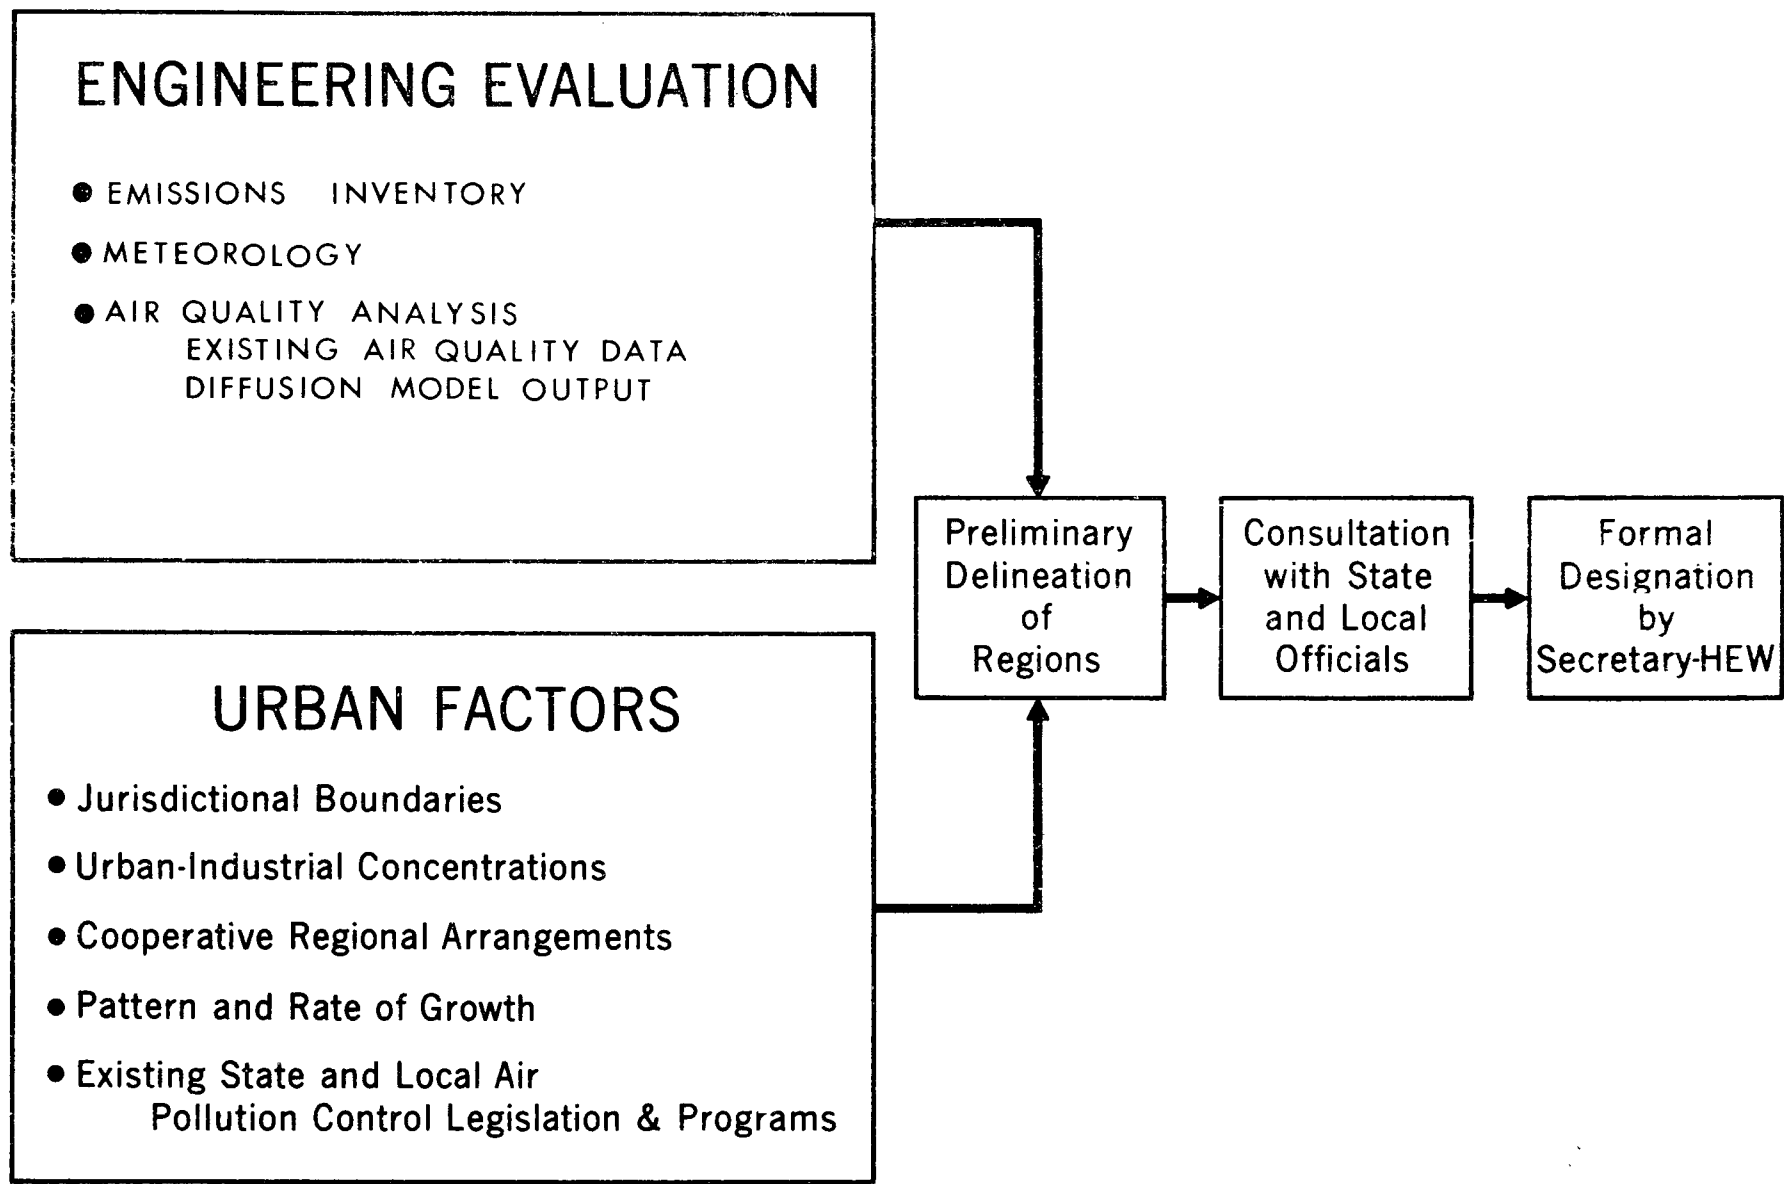 ENGINEERING EVALUATION
● EMISSIONS INVENTORY
● METEOROLOGY
● AIR QUALITY ANALYSIS
EXISTING AIR QUALITY DATA
DIFFUSION MODEL OUTPUT
URBAN FACTORS
● Jurisdictional Boundaries
● Urban-Industrial Concentrations
● Cooperative Regional Arrangements
● Pattern and Rate of Growth
● Existing State and Local Air
Pollution Control Legislation & Programs
Preliminary
Delineation
of
Regions
Consultation
with State
and Local
Officials
Formal
Designation
by
Secretary-HEW